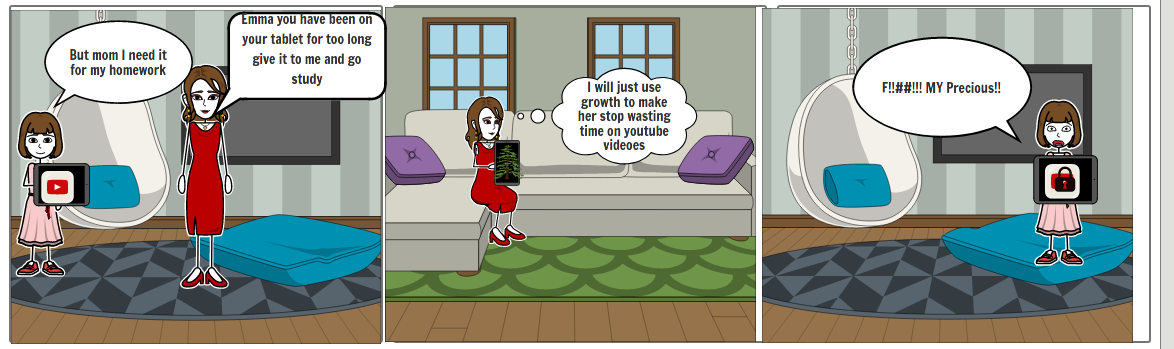 But mom I need it
for my homework
Emma you have been on
your tablet for too long
give it to me and go
study
I will just use
growth to make
her stop wasting
time on youtube
videoes
F!!##!!! MY Precious!!